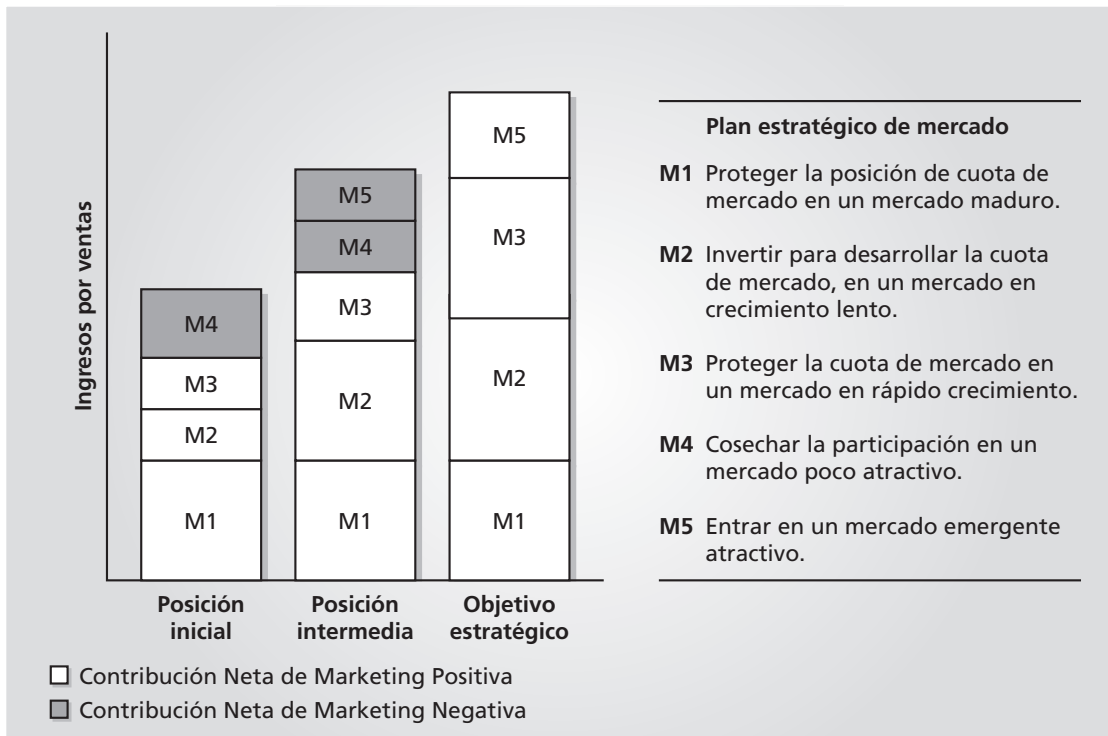 Ingresos por ventas
M4
M3
M2
M1
Posición
inicial
M5
M4
M3
M2
M1
Posición
intermedia
M5
M3
M2
M1
Objetivo
estratégico
Contribución Neta de Marketing Positiva
Contribución Neta de Marketing Negativa
Plan estratégico de mercado
M1 Proteger la posición de cuota de
mercado en un mercado maduro.
M2 Invertir para desarrollar la cuota
de mercado, en un mercado en
crecimiento lento.
M3 Proteger la cuota de mercado en
un mercado en rápido crecimiento.
M4 Cosechar la participación en un
mercado poco atractivo.
M5 Entrar en un mercado emergente
atractivo.